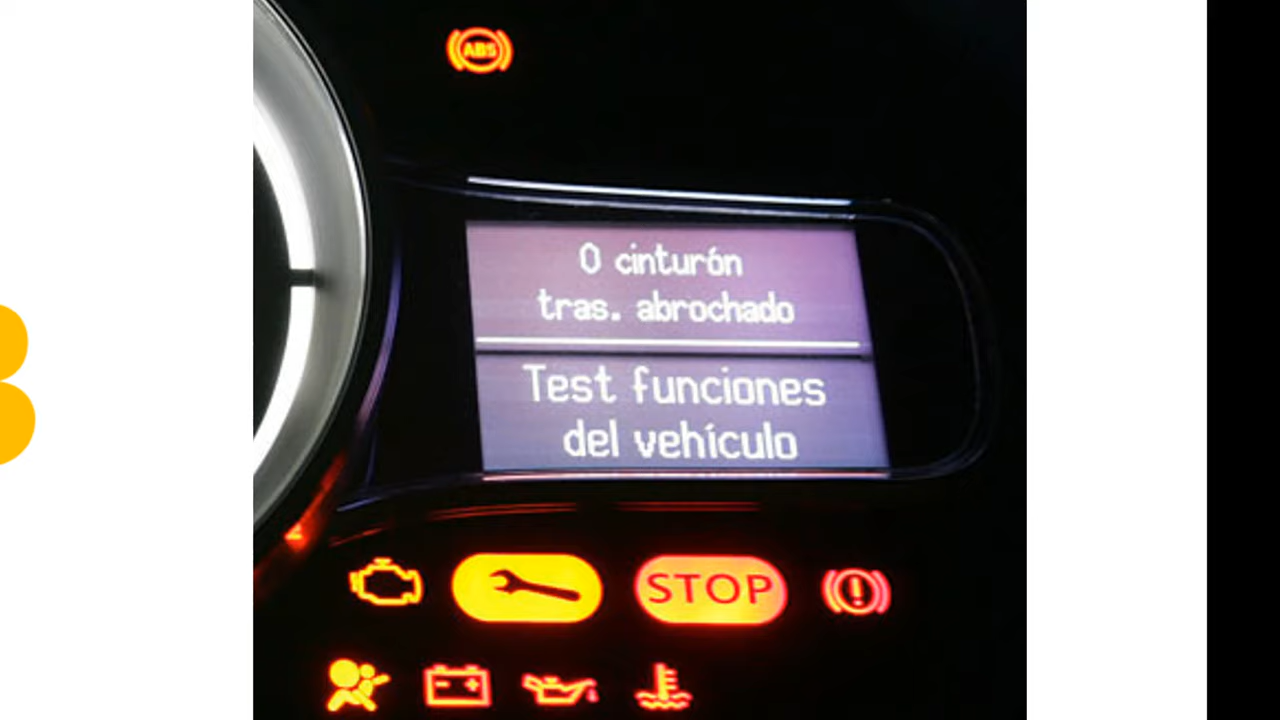 ABS
0 cinturón
tras. abrochado
Test funciones
del vehículo
STOP